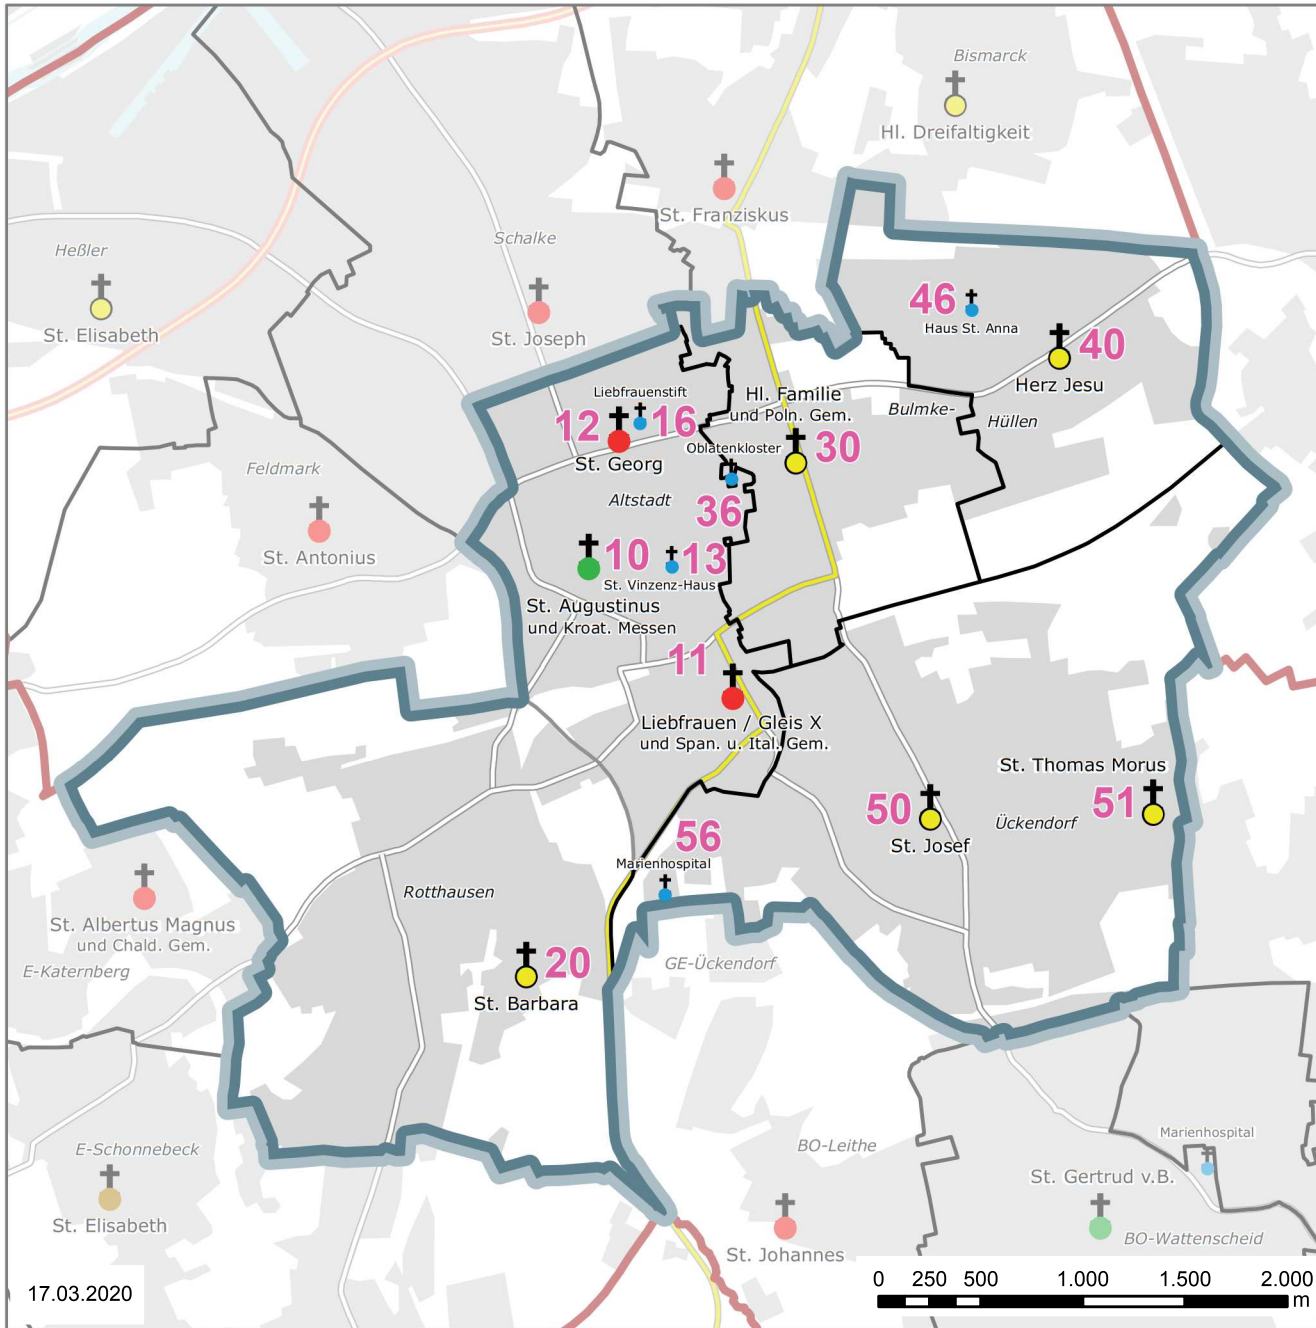 Bismarck
Hl. Dreifaltigkeit
St. Franziskus
Heßler
Schalke
St. Elisabeth
St. Joseph
46
Haus St. Anna
40
Herz Jesu
Liebfrauenstift
12
16
St. Georg
Hl. Familie
und Poln. Gem.
Bulmke-
Hüllen
Oblatenkloster
30
Feldmark
Altstadt
36
St. Antonius
10
13
St. Vinzenz-Haus
St. Augustinus
und Kroat. Messen
11
Liebfrauen / Gleis X
und Span. u. Ital. Gem.
St. Thomas Morus
50
51
Ückendorf
St. Josef
56
Marienhospital
Rotthausen
St. Albertus Magnus
und Chald. Gem.
E-Katernberg
GE-Ückendorf
20
St. Barbara
E-Schonnebeck
St. Elisabeth
BO-Leithe
Marienhospital
St. Gertrud v.B.
St. Johannes
BO-Wattenscheid
17.03.2020
0 250 500 1.000 1.500 2.000
m